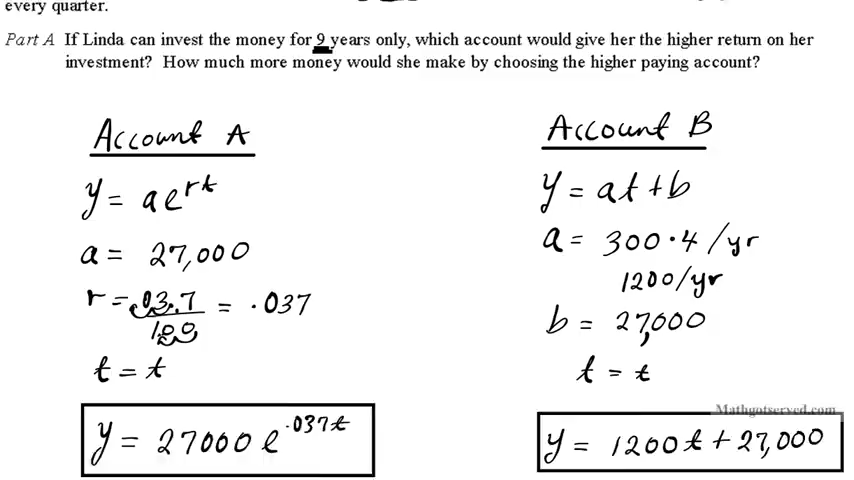 every quarter.
Part A If Linda can invest the money for 9 years only, which account would give her the higher return on her
investment? How much more money would she make by choosing the higher paying account?
Account A
y = ae^rt
a = 27,000
r = 03.7/100 = .037
t = t
y = 27000 e^.037t
Account B
y = at + b
a = 300 · 4 /yr
1200/yr
b = 27,000
t = t
Mathgotserved.com
y = 1200t + 27,000